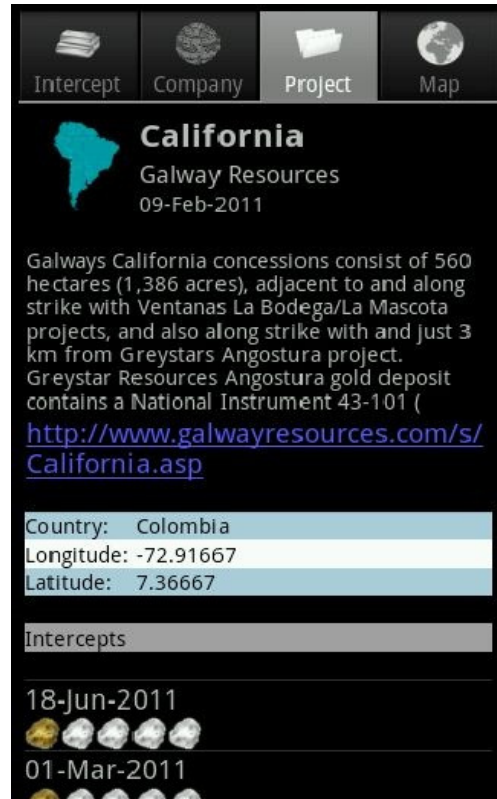 Intercept Company Project Map
California
Galway Resources
09-Feb-2011
Galways California concessions consist of 560
hectares (1,386 acres), adjacent to and along
strike with Ventanas La Bodega/La Mascota
projects, and also along strike with and just 3
km from Greystars Angostura project.
Greystar Resources Angostura gold deposit
contains a National Instrument 43-101 (
http://www.galwayresources.com/s/
California.asp
Country: Colombia
Longitude: -72.91667
Latitude: 7.36667
Intercepts
18-Jun-2011
01-Mar-2011